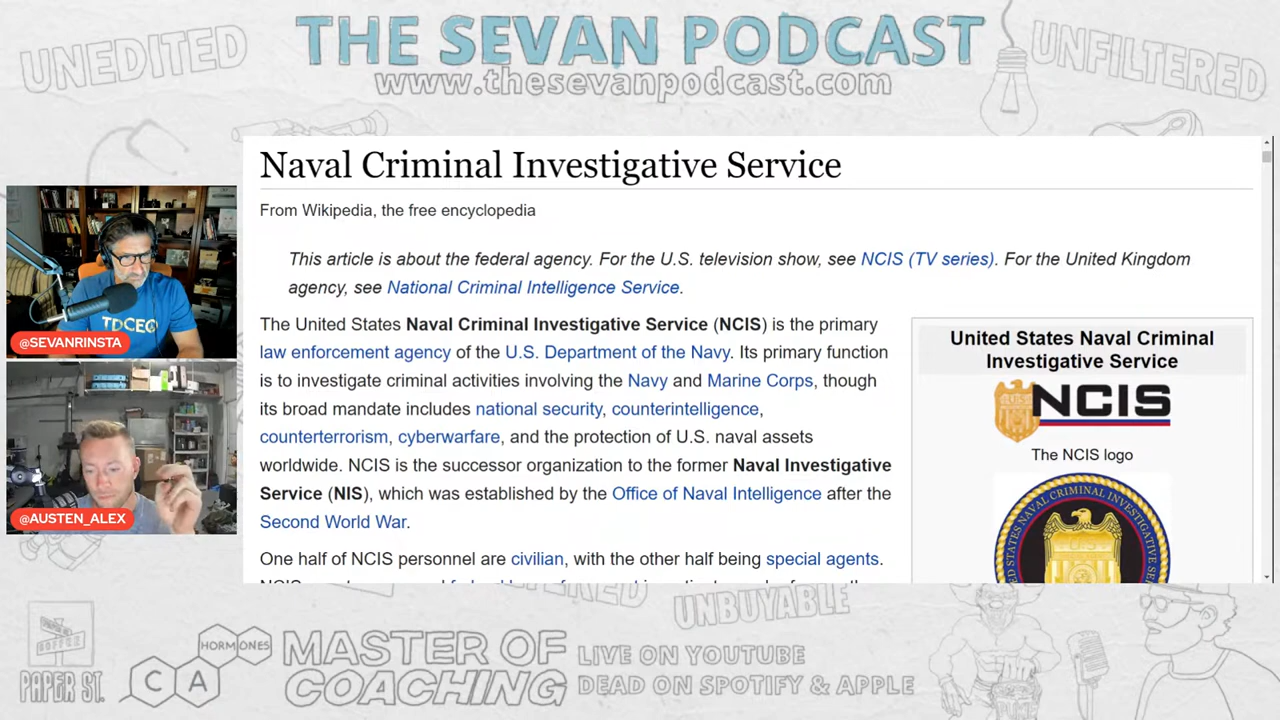 UNEDITED
THE SEVAN PODCAST
www.thesevanpodcast.com
UNFILTERED
Naval Criminal Investigative Service
From Wikipedia, the free encyclopedia
This article is about the federal agency. For the U.S. television show, see NCIS (TV series). For the United Kingdom
agency, see National Criminal Intelligence Service.
The United States Naval Criminal Investigative Service (NCIS) is the primary
law enforcement agency of the U.S. Department of the Navy. Its primary function
is to investigate criminal activities involving the Navy and Marine Corps, though
its broad mandate includes national security, counterintelligence,
counterterrorism, cyberwarfare, and the protection of U.S. naval assets
worldwide. NCIS is the successor organization to the former Naval Investigative
Service (NIS), which was established by the Office of Naval Intelligence after the
Second World War.
One half of NCIS personnel are civilian, with the other half being special agents.
United States Naval Criminal
Investigative Service
NCIS
The NCIS logo
STATES NAVAL CRIMINAL INVESTIGATIVE
TDCEO
@SEVANRINSTA
@AUSTEN_ALEX
UNBUYABLE
COFFEE
PAPER ST.
HORMONES
C A
MASTER OF
COACHING
LIVE ON YOUTUBE
DEAD ON SPOTIFY & APPLE